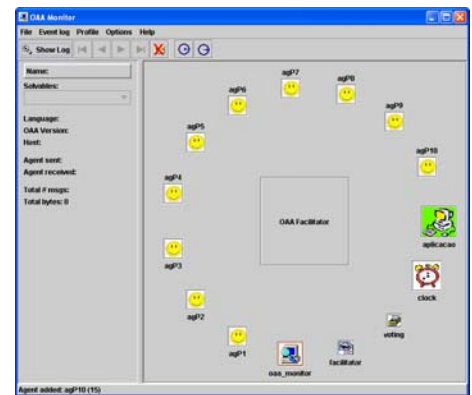 OAA Monitor
File Event log Profile Options Help
Show Log
Name:
Solvables:
Language:
OAA Version:
Host:
Agent sent:
Agent received:
Total # msgs:
Total bytes: 0
agP7
agP8
agP6
agP9
agP5
agP10
agP4
OAA Facilitator
aplicacao
agP3
clock
agP2
voting
agP1
oaa_monitor
facilitator
Agent added: agP10 (15)